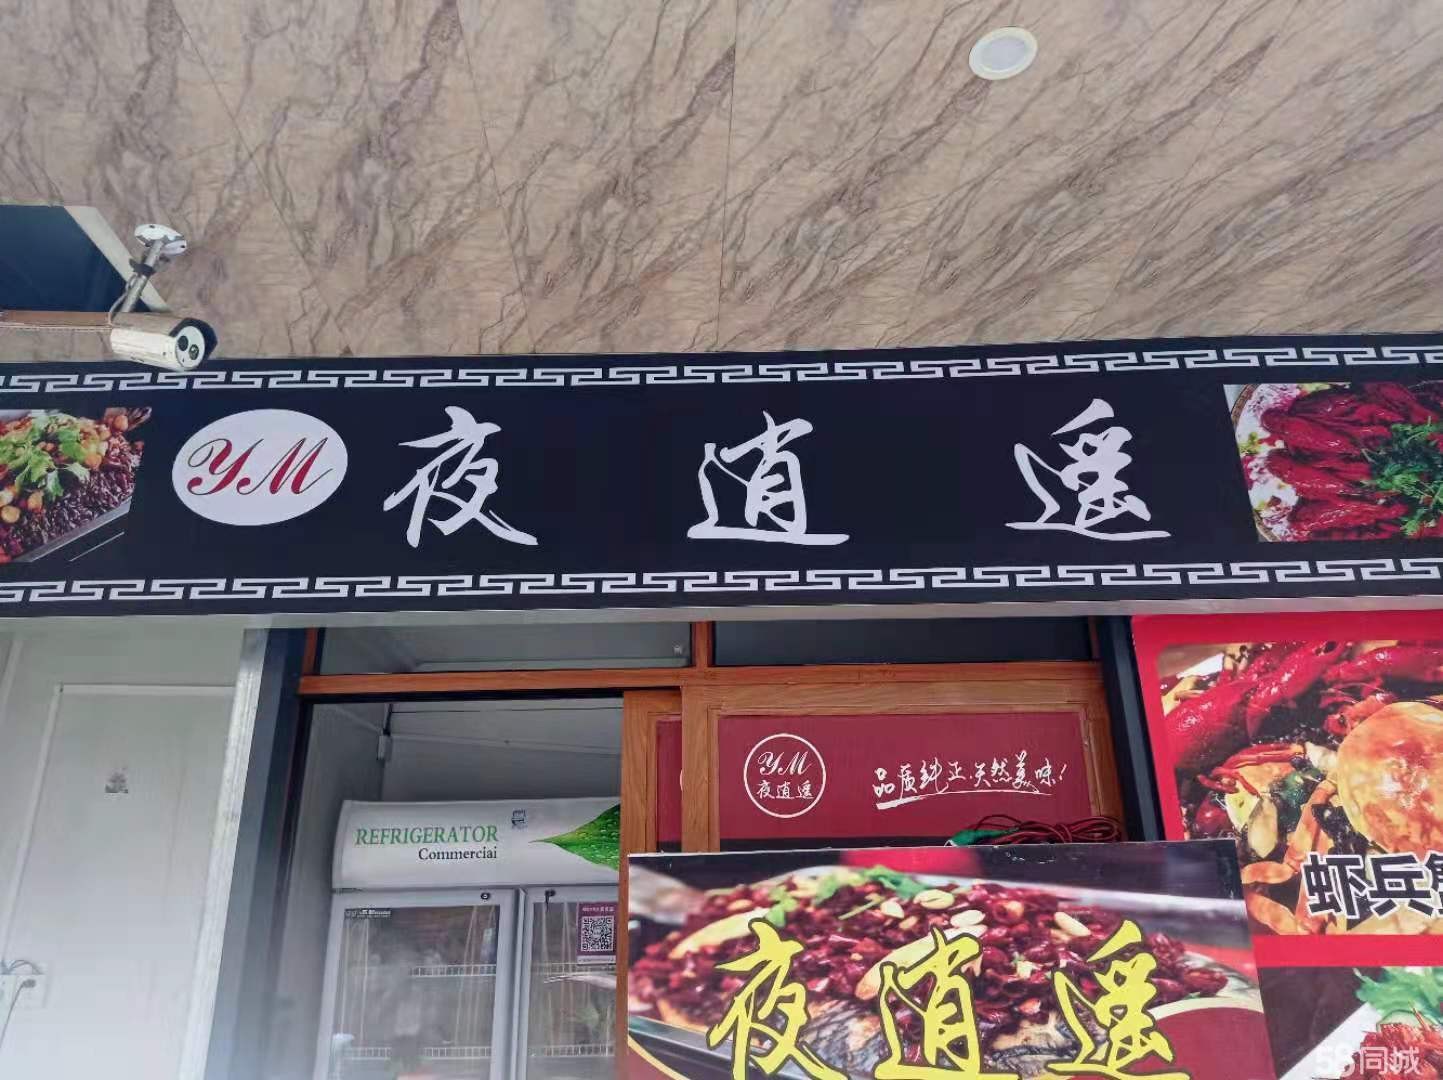 YM 夜逍遥
YM
夜逍遥
品质纯正.天然美味!
REFRIGERATOR
Commerciai
虾兵
夜逍遥
58同城